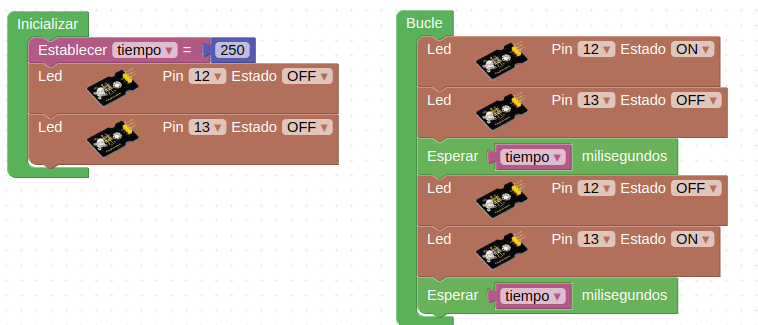 Inicializar
Establecer tiempo = 250
Led Pin 12 Estado OFF
Led Pin 13 Estado OFF
Bucle
Led Pin 12 Estado ON
Led Pin 13 Estado OFF
Esperar tiempo milisegundos
Led Pin 12 Estado OFF
Led Pin 13 Estado ON
Esperar tiempo milisegundos